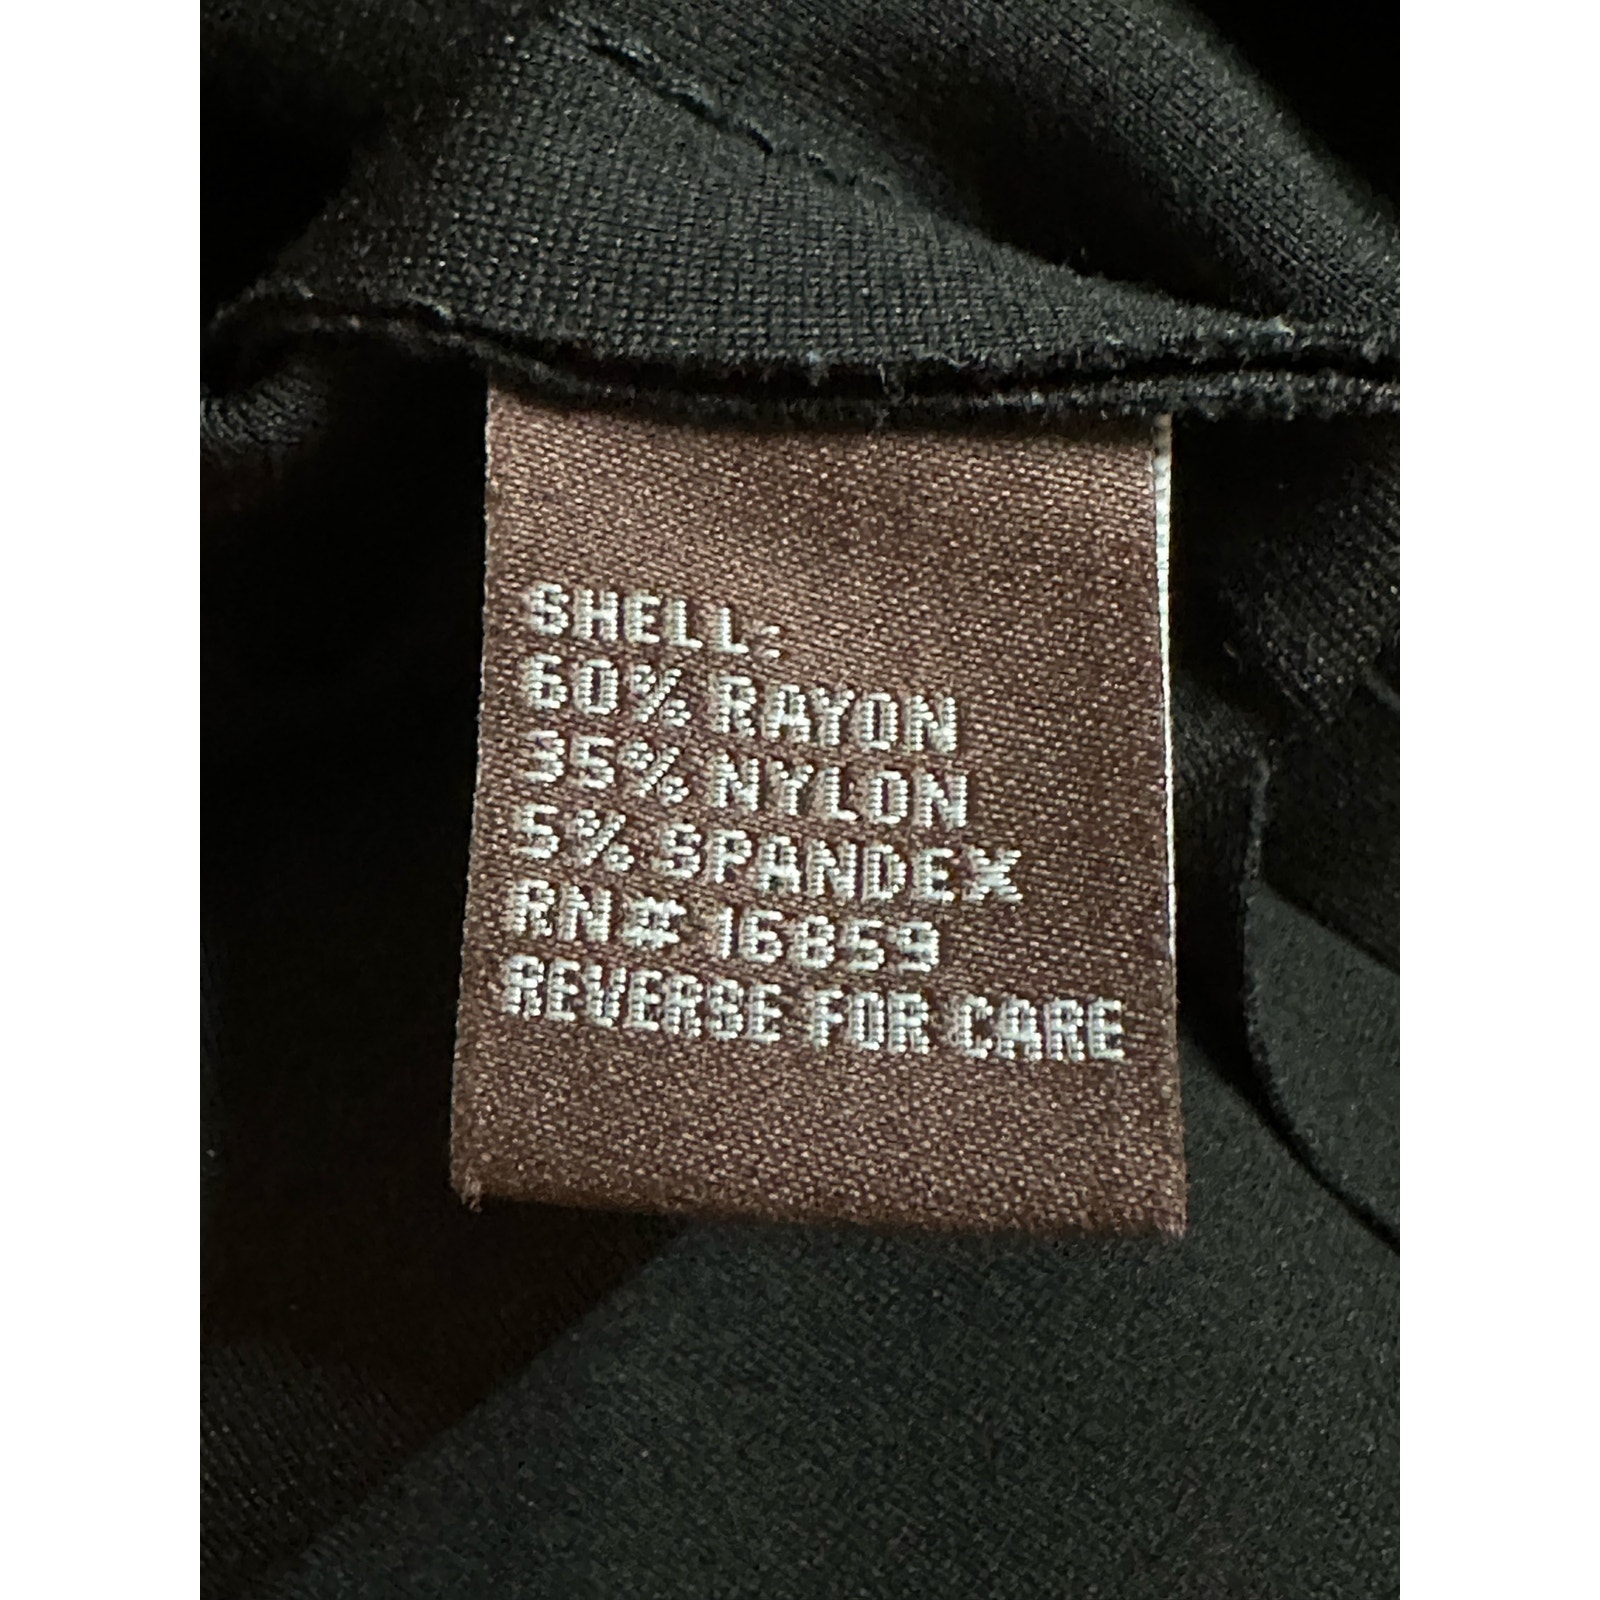 SHELL:
60% RAYON
35% NYLON
5% SPANDEX
RN# 16859
REVERSE FOR CARE